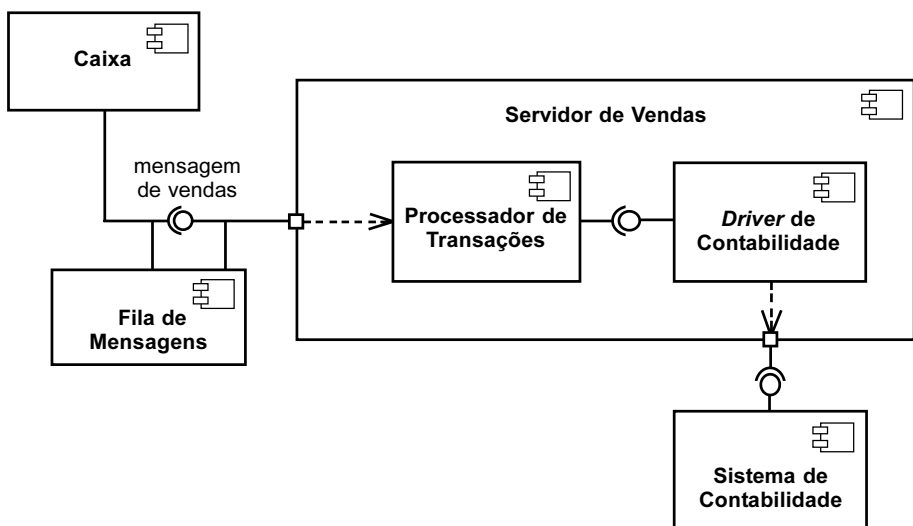 Caixa
Servidor de Vendas
mensagem
de vendas
Processador de
Transações
Driver de
Contabilidade
Fila de
Mensagens
Sistema de
Contabilidade